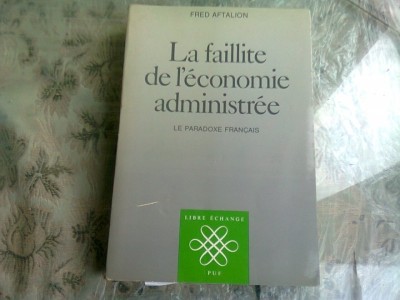 FRED AFTALION
La faillite
de l'économie
administrée
LE PARADOXE FRANÇAIS
LIBRE ÉCHANGE
PUF